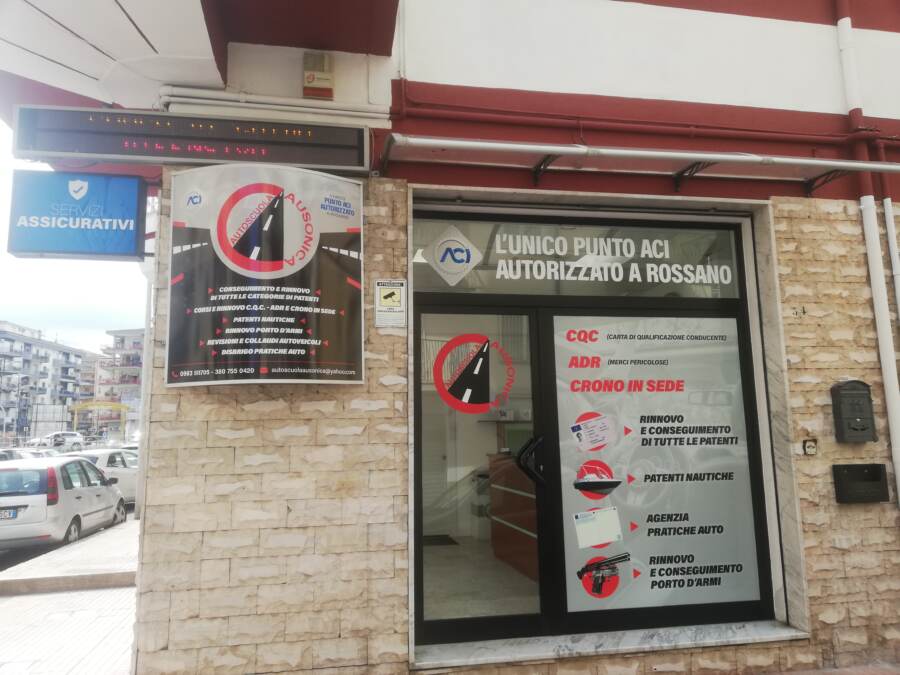 SERVIZI
ASSICURATIVI
ACI
PUNTO ACI
AUTORIZZATO
AUTOSCUOLA
AUSONICA
CONSEGUIMENTO E RINNOVO
DI TUTTE LE CATEGORIE DI PATENTI
CORSI E RINNOVO C.Q.C. - ADR E CRONO IN SEDE
PATENTI NAUTICHE
RINNOVO PORTO D'ARMI
REVISIONI E COLLAUDI AUTOVEICOLI
DISBRIGO PRATICHE AUTO
0983 511705 - 380 755 0420
autoscuolaausonica@yahoo.com
ACI
L'UNICO PUNTO ACI
AUTORIZZATO A ROSSANO
AUTOSCUOLA
AUSONICA
CQC (CARTA DI QUALIFICAZIONE CONDUCENTE)
ADR (MERCI PERICOLOSE)
CRONO IN SEDE
RINNOVO
E CONSEGUIMENTO
DI TUTTE LE PATENTI
PATENTI NAUTICHE
AGENZIA
PRATICHE AUTO
RINNOVO
E CONSEGUIMENTO
PORTO D'ARMI